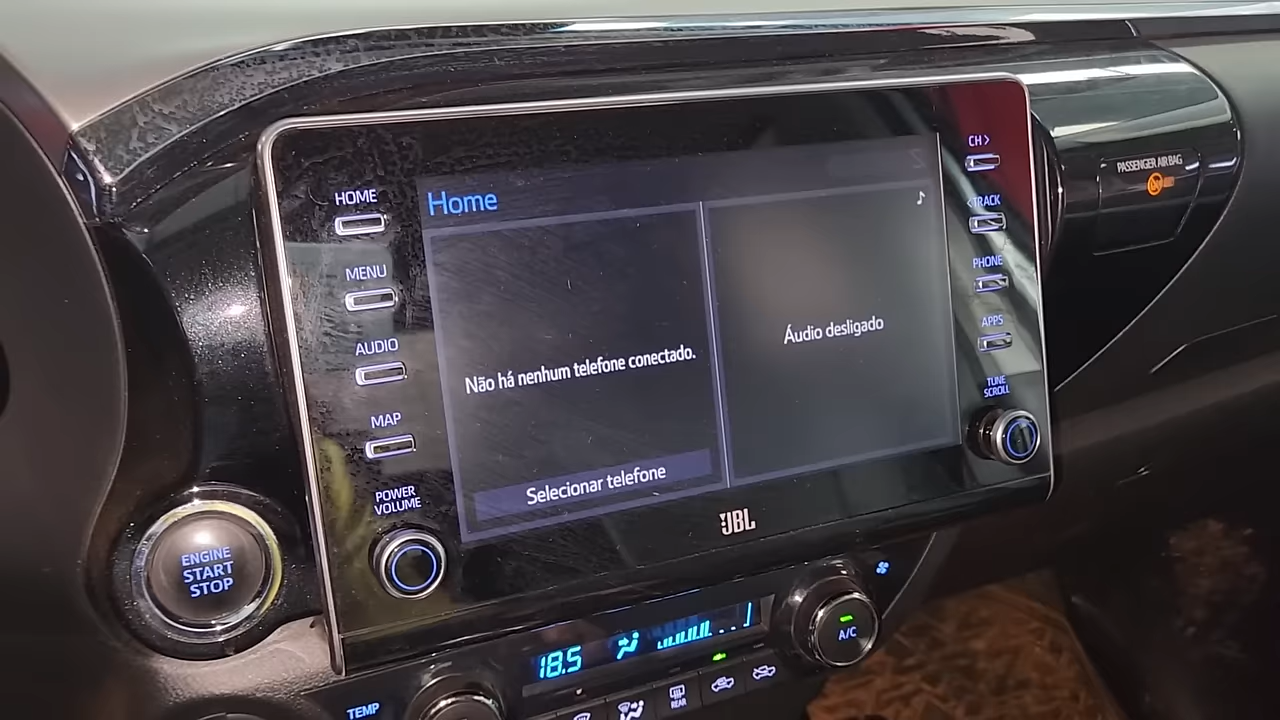 HOME
MENU
AUDIO
MAP
POWER
VOLUME
Home
Não há nenhum telefone conectado.
Selecionar telefone
Áudio desligado
JBL
CH >
< TRACK
PHONE
APPS
TUNE
SCROLL
PASSENGER AIR BAG
ENGINE
START
STOP
18.5
A/C
TEMP
REAR